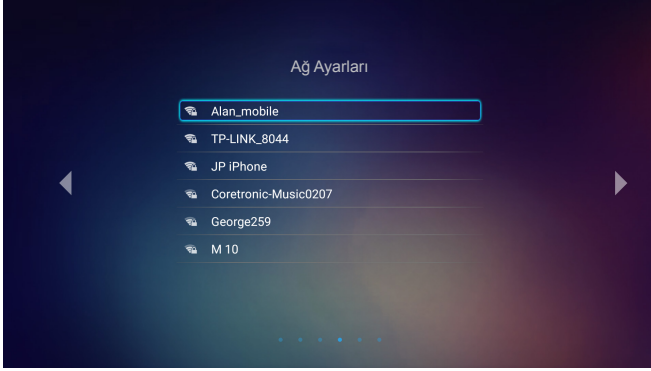 Ağ Ayarları
Alan_mobile
TP-LINK_8044
JP iPhone
Coretronic-Music0207
George259
M 10